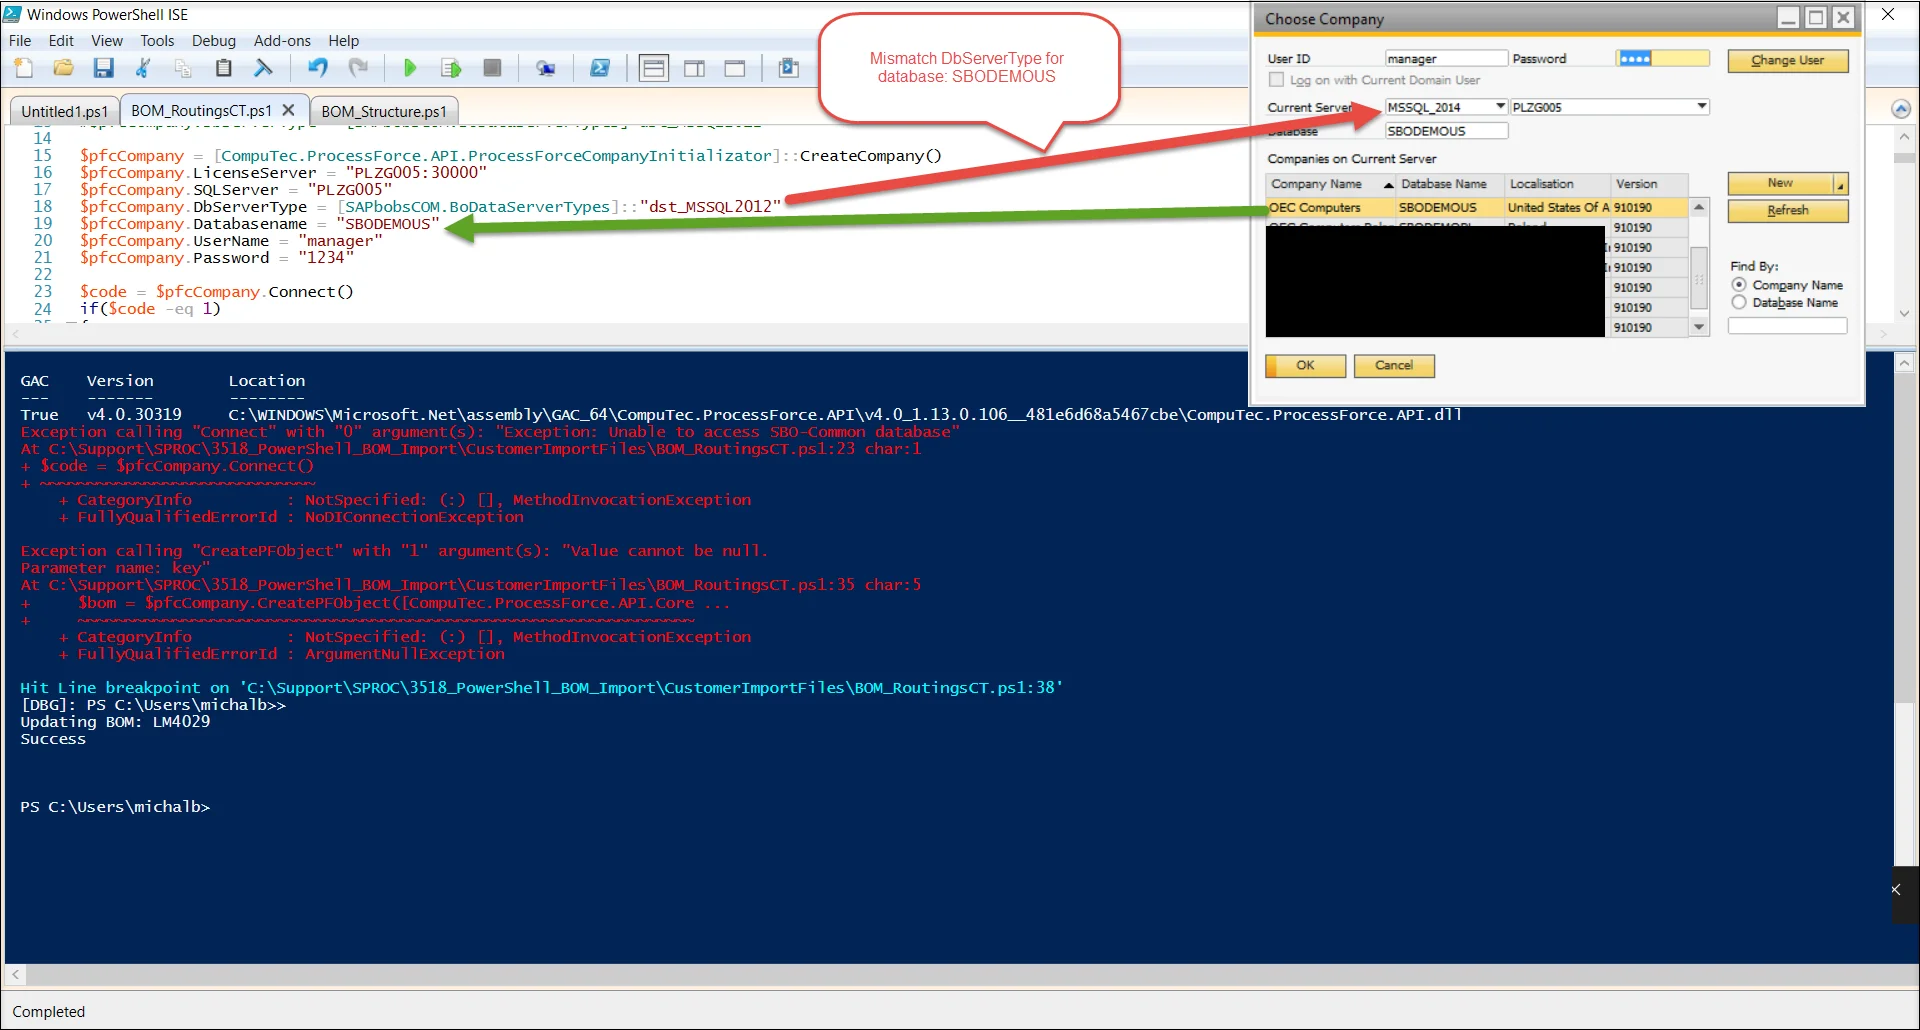 Windows PowerShell ISE
File Edit View Tools Debug Add-ons Help
Untitled1.ps1 BOM_RoutingsCT.ps1 BOM_Structure.ps1
14
15 $pfcCompany = [CompuTec.ProcessForce.API.ProcessForceCompanyInitializator]::CreateCompany()
16 $pfcCompany.LicenseServer = "PLZG005:30000"
17 $pfcCompany.SQLServer = "PLZG005"
18 $pfcCompany.DbServerType = [SAPbobsCOM.BoDataServerTypes]::"dst_MSSQL2012"
19 $pfcCompany.Databasename = "SBODEMOUS"
20 $pfcCompany.UserName = "manager"
21 $pfcCompany.Password = "1234"
22
23 $code = $pfcCompany.Connect()
24 if($code -eq 1)
Mismatch DbServerType for
database: SBODEMOUS
Choose Company
User ID manager Password Change User
Log on with Current Domain User
Current Server MSSQL_2014 PLZG005
Database SBODEMOUS
Companies on Current Server
Company Name Database Name Localisation Version New
OEC Computers SBODEMOUS United States Of A 910190 Refresh
910190
910190
910190
910190
910190
910190
Find By:
Company Name
Database Name
OK Cancel
GAC Version Location
--- ------- --------
True v4.0.30319 C:\WINDOWS\Microsoft.Net\assembly\GAC_64\CompuTec.ProcessForce.API\v4.0_1.13.0.106__481e6d68a5467cbe\CompuTec.ProcessForce.API.dll
Exception calling "Connect" with "0" argument(s): "Exception: Unable to access SBO-Common database"
At C:\Support\SPROC\3518_PowerShell_BOM_Import\CustomerImportFiles\BOM_RoutingsCT.ps1:23 char:1
+ $code = $pfcCompany.Connect()
+ ~~~~~~~~~~~~~~~~~~~~~~~~~~~~~
+ CategoryInfo : NotSpecified: (:) [], MethodInvocationException
+ FullyQualifiedErrorId : NoDIConnectionException
Exception calling "CreatePFObject" with "1" argument(s): "Value cannot be null.
Parameter name: key"
At C:\Support\SPROC\3518_PowerShell_BOM_Import\CustomerImportFiles\BOM_RoutingsCT.ps1:35 char:5
+ $bom = $pfcCompany.CreatePFObject([CompuTec.ProcessForce.API.Core ...
+ ~~~~~~~~~~~~~~~~~~~~~~~~~~~~~~~~~~~~~~~~~~~~~~~~~~~~~~~~~~~~~~~~~
+ CategoryInfo : NotSpecified: (:) [], MethodInvocationException
+ FullyQualifiedErrorId : ArgumentNullException
Hit Line breakpoint on 'C:\Support\SPROC\3518_PowerShell_BOM_Import\CustomerImportFiles\BOM_RoutingsCT.ps1:38'
[DBG]: PS C:\Users\michalb>>
Updating BOM: LM4029
Success
PS C:\Users\michalb>
Completed